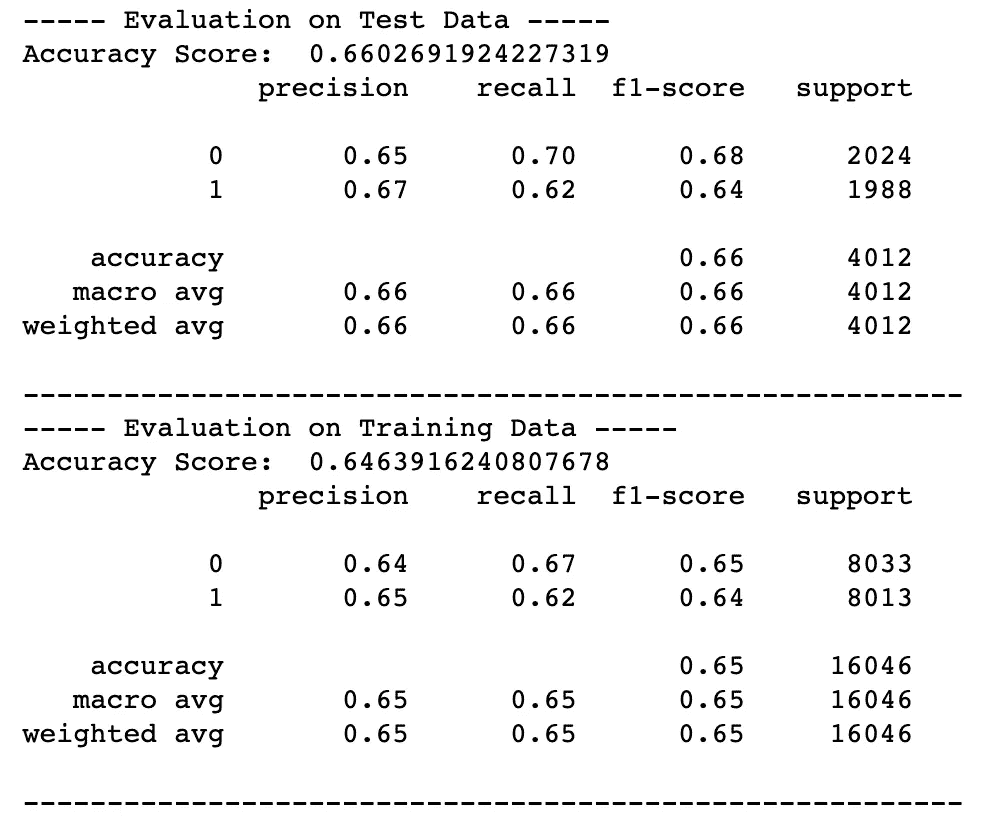 ----- Evaluation on Test Data -----
Accuracy Score:  0.6602691924227319
              precision    recall  f1-score   support

           0       0.65      0.70      0.68      2024
           1       0.67      0.62      0.64      1988

    accuracy                           0.66      4012
   macro avg       0.66      0.66      0.66      4012
weighted avg       0.66      0.66      0.66      4012

--------------------------------------------------------
----- Evaluation on Training Data -----
Accuracy Score:  0.6463916240807678
              precision    recall  f1-score   support

           0       0.64      0.67      0.65      8033
           1       0.65      0.62      0.64      8013

    accuracy                           0.65     16046
   macro avg       0.65      0.65      0.65     16046
weighted avg       0.65      0.65      0.65     16046

--------------------------------------------------------